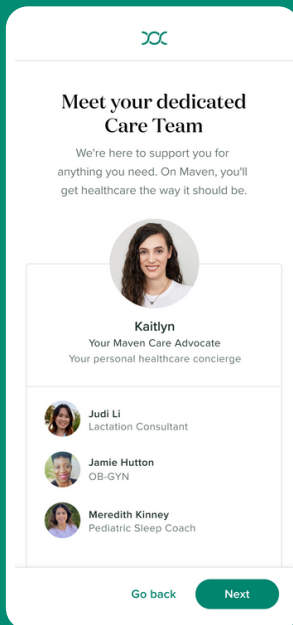 Meet your dedicated
Care Team
We're here to support you for
anything you need. On Maven, you'll
get healthcare the way it should be.
Kaitlyn
Your Maven Care Advocate
Your personal healthcare concierge
Judi Li
Lactation Consultant
Jamie Hutton
OB-GYN
Meredith Kinney
Pediatric Sleep Coach
Go back
Next